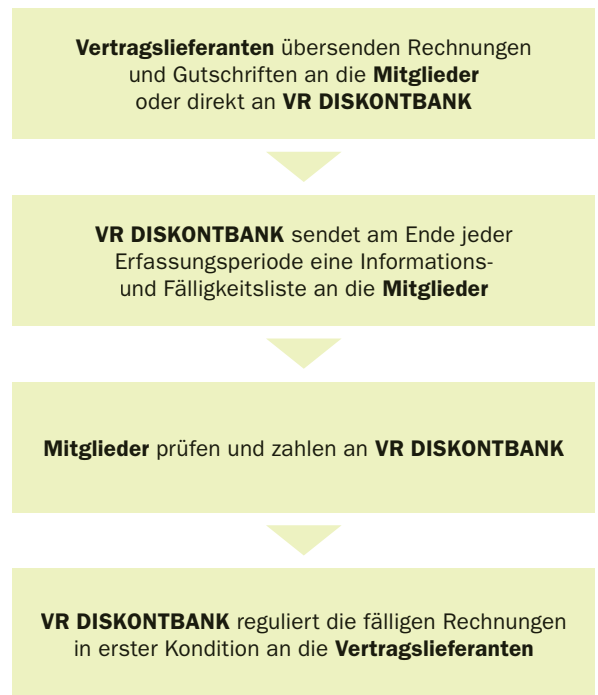 Vertragslieferanten übersenden Rechnungen
und Gutschriften an die Mitglieder
oder direkt an VR DISKONTBANK
VR DISKONTBANK sendet am Ende jeder
Erfassungsperiode eine Informations-
und Fälligkeitsliste an die Mitglieder
Mitglieder prüfen und zahlen an VR DISKONTBANK
VR DISKONTBANK reguliert die fälligen Rechnungen
in erster Kondition an die Vertragslieferanten